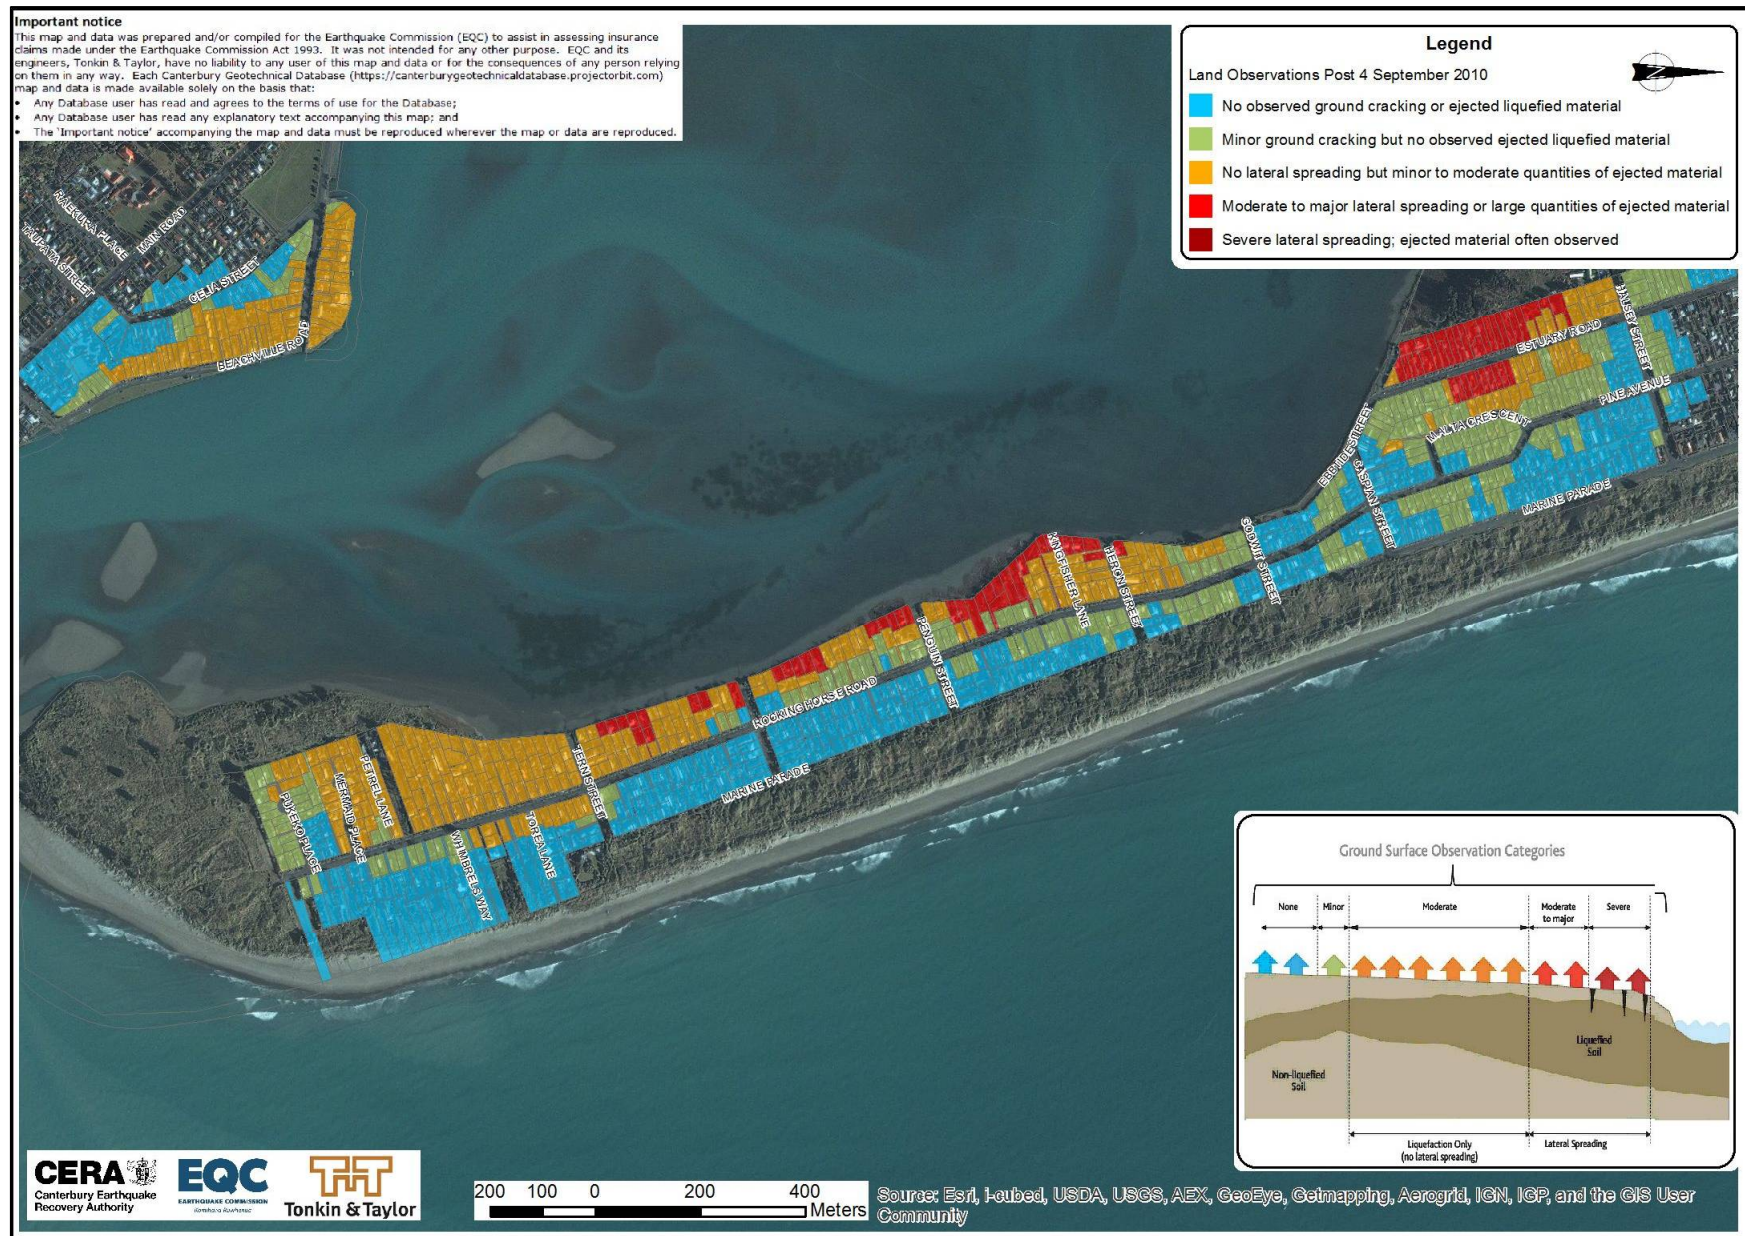 Important notice
This map and data was prepared and/or compiled for the Earthquake Commission (EQC) to assist in assessing insurance
claims made under the Earthquake Commission Act 1993. It was not intended for any other purpose. EQC and its
engineers, Tonkin & Taylor, have no liability to any user of this map and data or for the consequences of any person relying
on them in any way. Each Canterbury Geotechnical Database (https://canterburygeotechnicaldatabase.projectorbit.com)
map and data is made available solely on the basis that:
• Any Database user has read and agrees to the terms of use for the Database;
• Any Database user has read any explanatory text accompanying this map; and
• The 'Important notice' accompanying the map and data must be reproduced wherever the map or data are reproduced.
Legend
Land Observations Post 4 September 2010
N
No observed ground cracking or ejected liquefied material
Minor ground cracking but no observed ejected liquefied material
No lateral spreading but minor to moderate quantities of ejected material
Moderate to major lateral spreading or large quantities of ejected material
Severe lateral spreading; ejected material often observed
RAEKURA PLACE
TAUPATA STREET
MAIN ROAD
CELIA STREET
BEACHVILLE ROAD
HALSEY STREET
ESTUARY ROAD
PINE AVENUE
MALTA CRESCENT
EBBTIDE STREET
CASPIAN STREET
MARINE PARADE
GODWIT STREET
KINGFISHER LANE
HERON STREET
PENGUIN STREET
ROCKING HORSE ROAD
MARINE PARADE
TERN STREET
PETREL LANE
MERMAID PLACE
PUKEKO PLACE
WHIMBRELS WAY
TOREA LANE
Ground Surface Observation Categories
None
Minor
Moderate
Moderate
to major
Severe
Liquefied
Soil
Non-liquefied
Soil
Liquefaction Only
(no lateral spreading)
Lateral Spreading
CERA
Canterbury Earthquake
Recovery Authority
EQC
EARTHQUAKE COMMISSION
T+T
Tonkin & Taylor
200 100 0 200 400
Meters
Source: Esri, i-cubed, USDA, USGS, AEX, GeoEye, Getmapping, Aerogrid, IGN, IGP, and the GIS User
Community